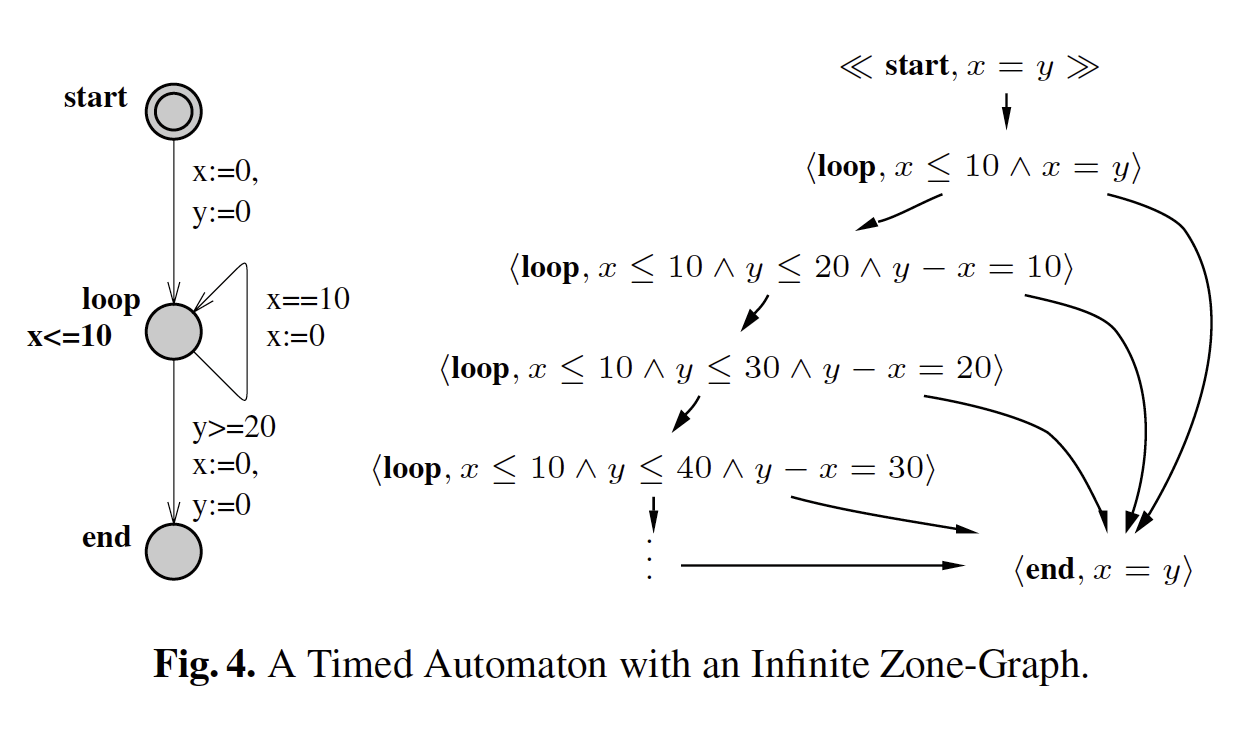 start
x:=0,
y:=0
loop
x<=10
x==10
x:=0
y>=20
x:=0,
y:=0
end
≪ start, x = y ≫
⟨loop, x ≤ 10 ∧ x = y⟩
⟨loop, x ≤ 10 ∧ y ≤ 20 ∧ y − x = 10⟩
⟨loop, x ≤ 10 ∧ y ≤ 30 ∧ y − x = 20⟩
⟨loop, x ≤ 10 ∧ y ≤ 40 ∧ y − x = 30⟩
⋮
⟨end, x = y⟩
Fig. 4. A Timed Automaton with an Infinite Zone-Graph.